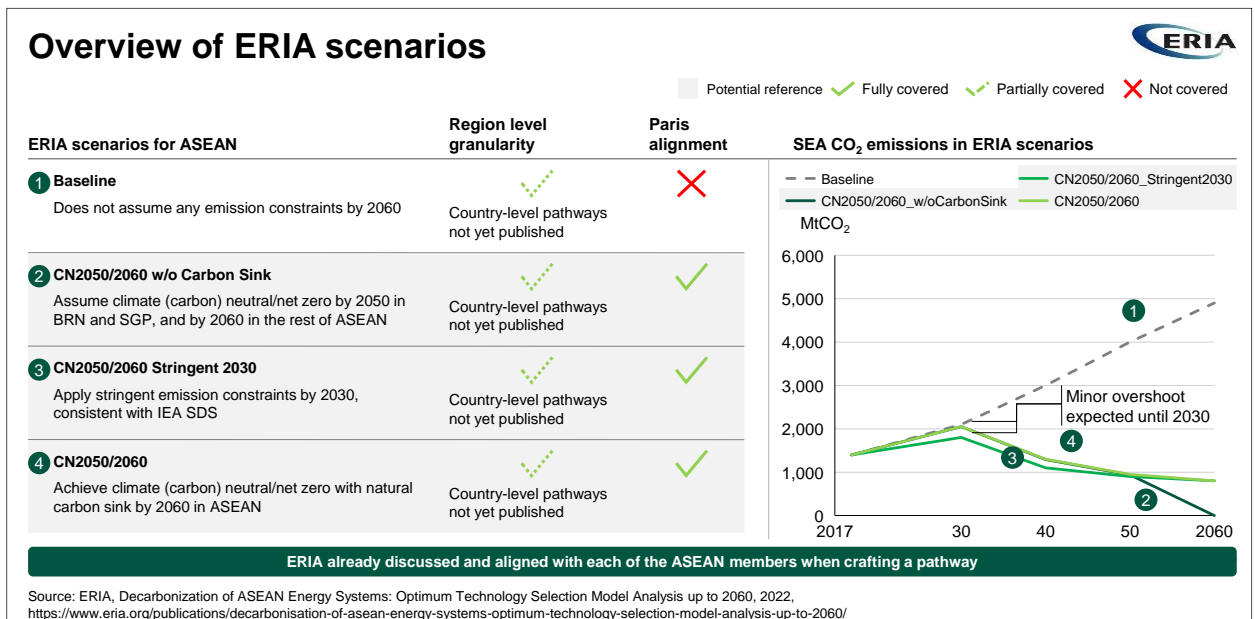 Overview of ERIA scenarios
ERIA
Potential reference
Fully covered
Partially covered
Not covered
ERIA scenarios for ASEAN
Region level
granularity
Paris
alignment
1 Baseline
Does not assume any emission constraints by 2060
Country-level pathways
not yet published
2 CN2050/2060 w/o Carbon Sink
Assume climate (carbon) neutral/net zero by 2050 in
BRN and SGP, and by 2060 in the rest of ASEAN
Country-level pathways
not yet published
3 CN2050/2060 Stringent 2030
Apply stringent emission constraints by 2030,
consistent with IEA SDS
Country-level pathways
not yet published
4 CN2050/2060
Achieve climate (carbon) neutral/net zero with natural
carbon sink by 2060 in ASEAN
Country-level pathways
not yet published
SEA CO₂ emissions in ERIA scenarios
Baseline
CN2050/2060_Stringent2030
CN2050/2060_w/oCarbonSink
CN2050/2060
MtCO₂
6,000
5,000
4,000
3,000
2,000
1,000
0
1
Minor overshoot
expected until 2030
4
3
2
2017
30
40
50
2060
ERIA already discussed and aligned with each of the ASEAN members when crafting a pathway
Source: ERIA, Decarbonization of ASEAN Energy Systems: Optimum Technology Selection Model Analysis up to 2060, 2022,
https://www.eria.org/publications/decarbonisation-of-asean-energy-systems-optimum-technology-selection-model-analysis-up-to-2060/